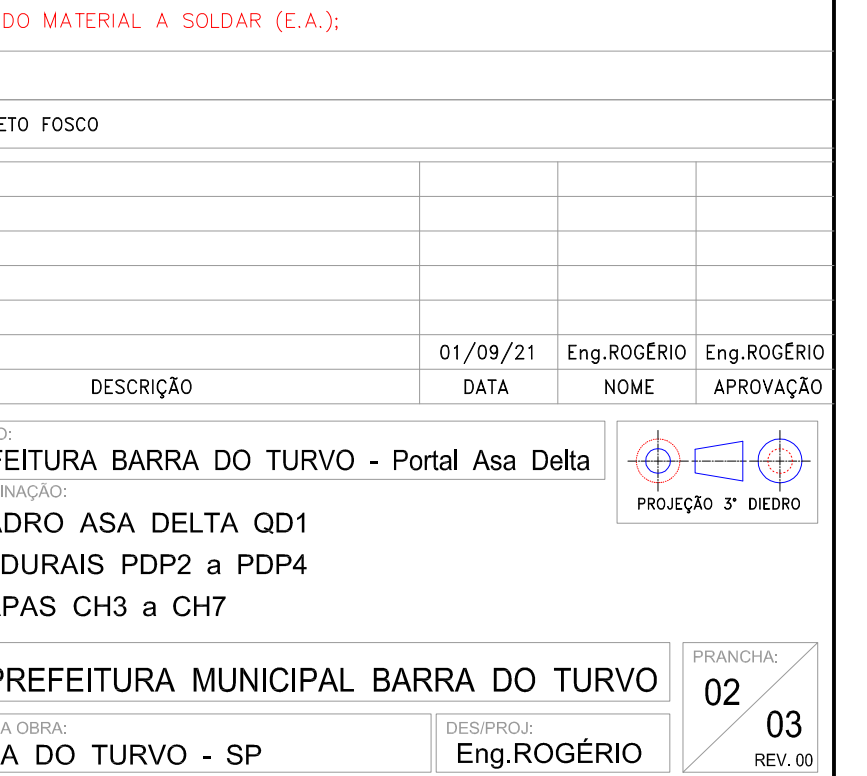 DO MATERIAL A SOLDAR (E.A.);
ETO FOSCO
01/09/21 Eng.ROGÉRIO Eng.ROGÉRIO
DESCRIÇÃO DATA NOME APROVAÇÃO
O:
FEITURA BARRA DO TURVO - Portal Asa Delta
INAÇÃO:
PROJEÇÃO 3° DIEDRO
ADRO ASA DELTA QD1
DURAIS PDP2 a PDP4
APAS CH3 a CH7
PREFEITURA MUNICIPAL BARRA DO TURVO
PRANCHA:
02
03
REV. 00
A OBRA:
A DO TURVO - SP
DES/PROJ:
Eng.ROGÉRIO